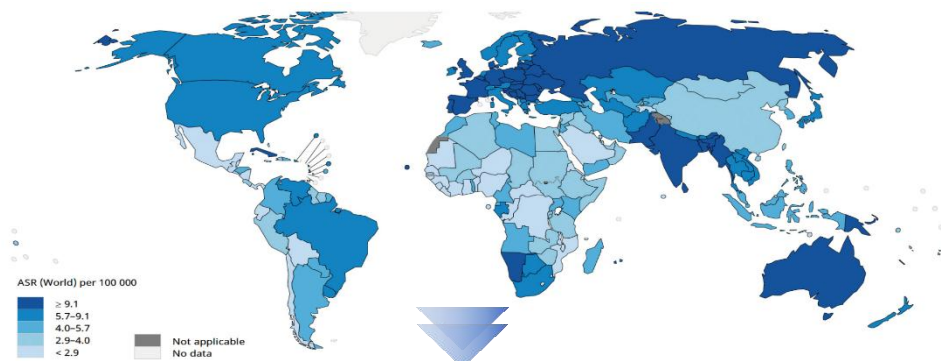 ASR (World) per 100 000
≥ 9.1
5.7–9.1
4.0–5.7
2.9–4.0
< 2.9
Not applicable
No data